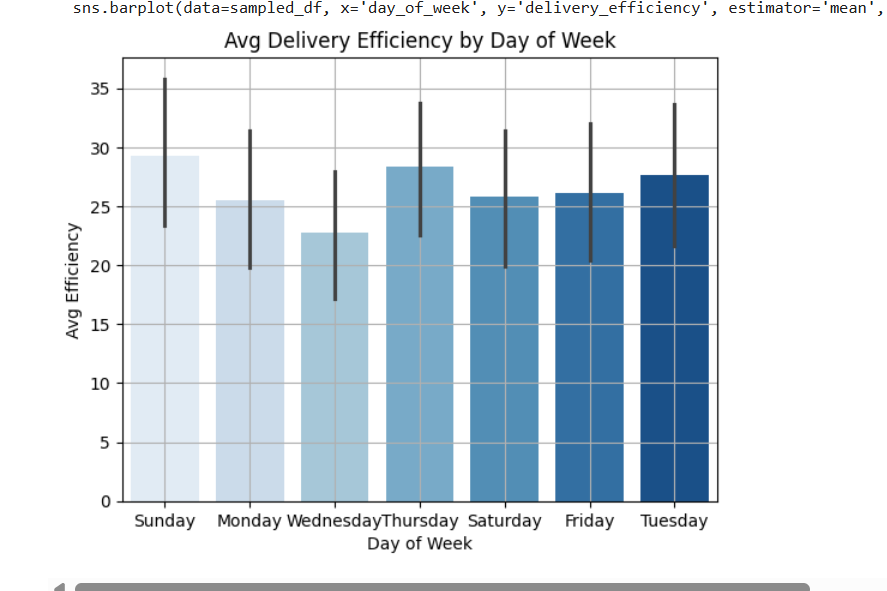 sns.barplot(data=sampled_df, x='day_of_week', y='delivery_efficiency', estimator='mean',
Avg Delivery Efficiency by Day of Week
35
30
25
20
15
10
5
0
Avg Efficiency
Sunday Monday Wednesday Thursday Saturday Friday Tuesday
Day of Week